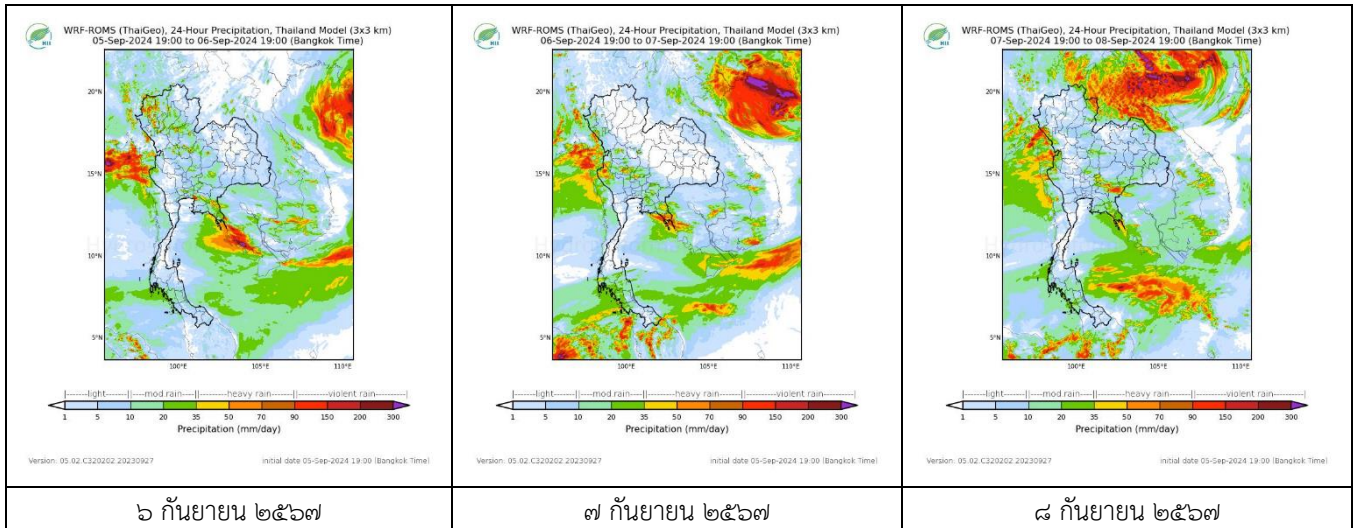 WRF-ROMS (ThaiGeo), 24-Hour Precipitation, Thailand Model (3x3 km)
05-Sep-2024 19:00 to 06-Sep-2024 19:00 (Bangkok Time)
20°N
15°N
10°N
5°N
100°E 105°E 110°E
light mod.rain heavy rain violent rain
1 5 10 20 35 50 70 90 150 200 300
Precipitation (mm/day)
Version: 05.02.C320202.20230927 initial date 05-Sep-2024 19:00 (Bangkok Time)
๖ กันยายน ๒๕๖๗
WRF-ROMS (ThaiGeo), 24-Hour Precipitation, Thailand Model (3x3 km)
06-Sep-2024 19:00 to 07-Sep-2024 19:00 (Bangkok Time)
20°N
15°N
10°N
5°N
100°E 105°E 110°E
light mod.rain heavy rain violent rain
1 5 10 20 35 50 70 90 150 200 300
Precipitation (mm/day)
Version: 05.02.C320202.20230927 initial date 05-Sep-2024 19:00 (Bangkok Time)
๗ กันยายน ๒๕๖๗
WRF-ROMS (ThaiGeo), 24-Hour Precipitation, Thailand Model (3x3 km)
07-Sep-2024 19:00 to 08-Sep-2024 19:00 (Bangkok Time)
20°N
15°N
10°N
5°N
100°E 105°E 110°E
light mod.rain heavy rain violent rain
1 5 10 20 35 50 70 90 150 200 300
Precipitation (mm/day)
Version: 05.02.C320202.20230927 initial date 05-Sep-2024 19:00 (Bangkok Time)
๘ กันยายน ๒๕๖๗